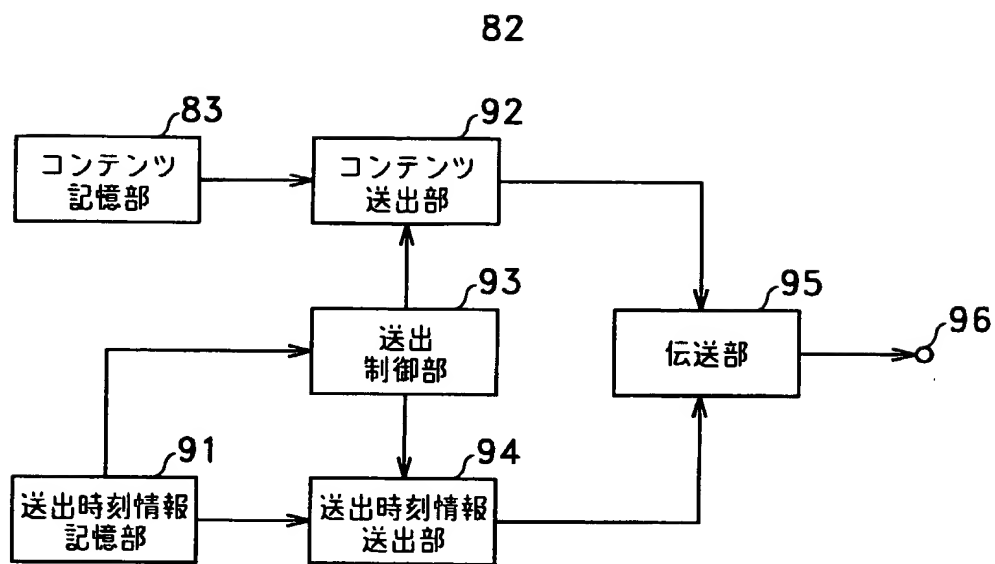 82
83
コンテンツ
記憶部
92
コンテンツ
送出部
93
送出
制御部
95
伝送部
96
91
送出時刻情報
記憶部
94
送出時刻情報
送出部